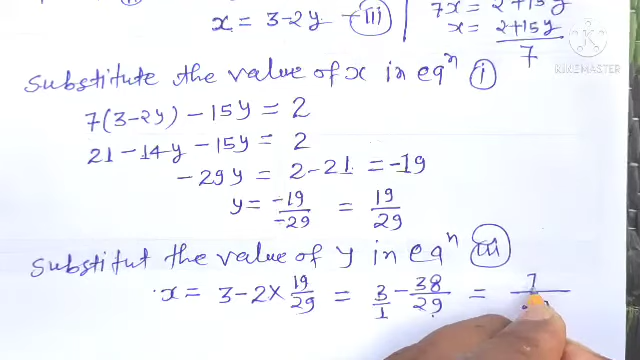 x = 3-2y — (iii)
7x = 2+15y
x = 2+15y / 7
KINEMASTER
Substitute the value of x in eqⁿ (i)
7(3-2y) - 15y = 2
21 - 14y - 15y = 2
-29y = 2-21 = -19
y = -19/-29 = 19/29
Substitut the value of y in eqⁿ (iii)
x = 3-2× 19/29 = 3/1 - 38/29 =